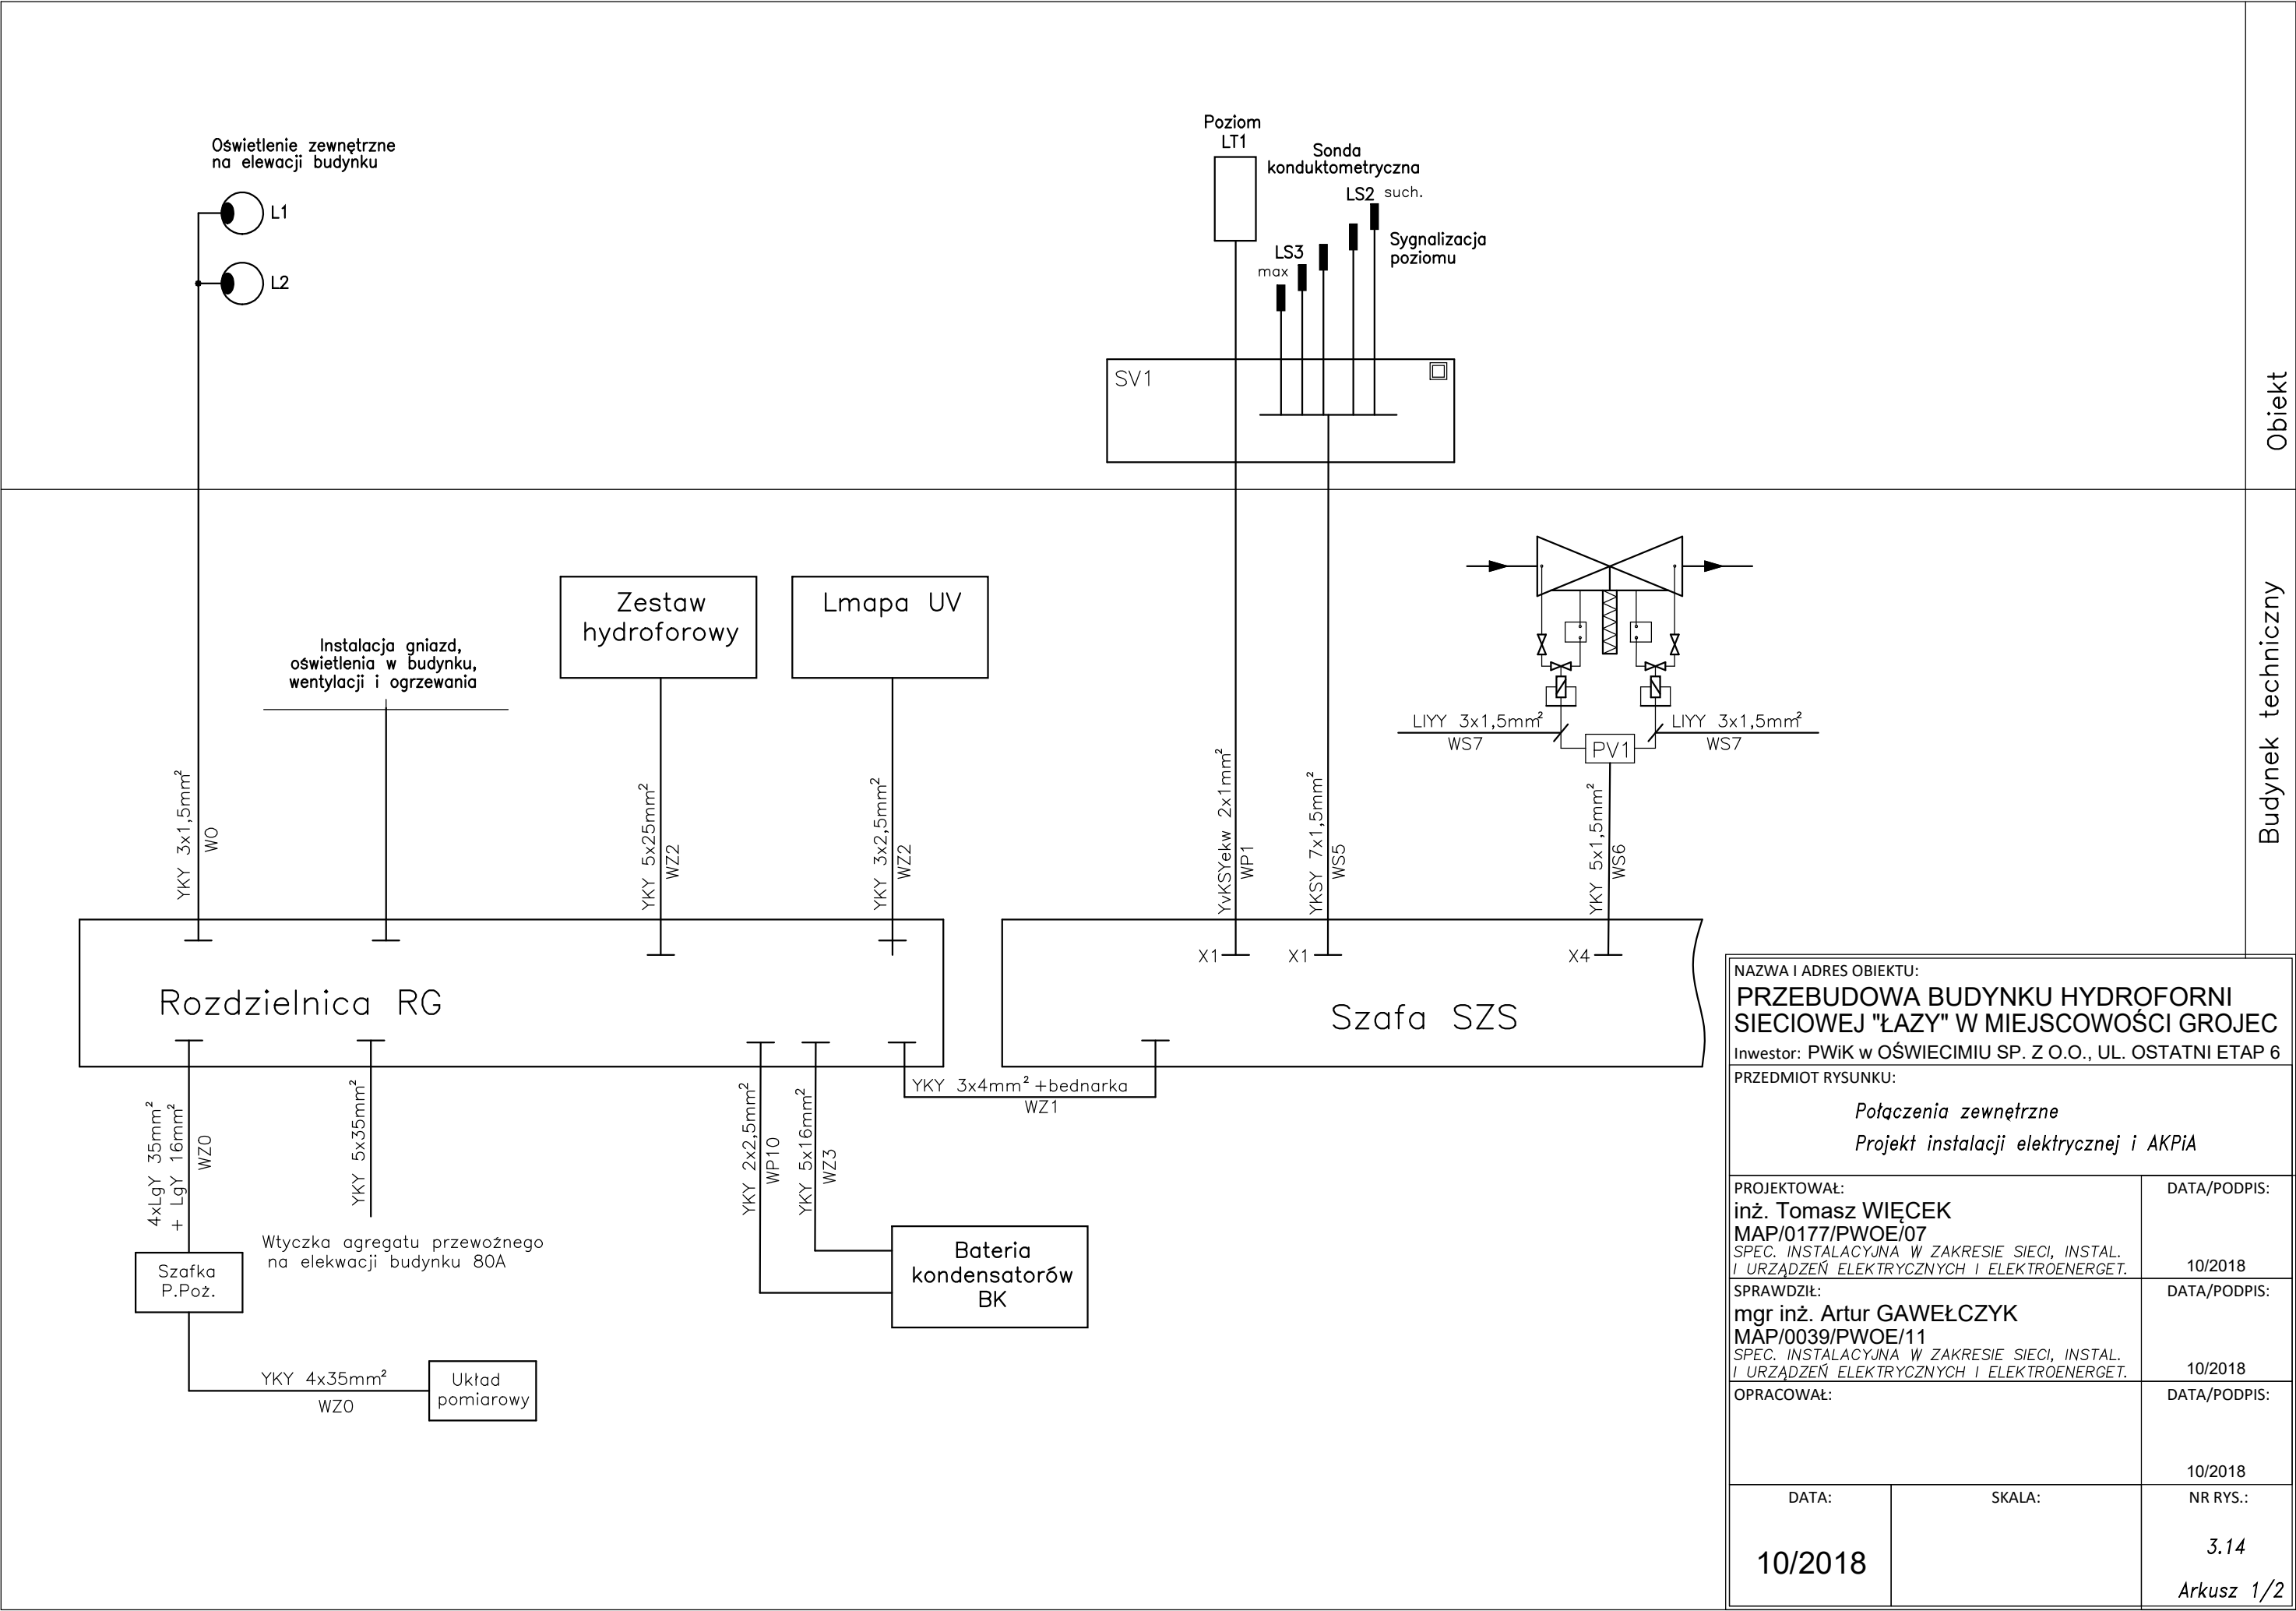 Oświetlenie zewnętrzne
na elewacji budynku
L1
L2
Poziom
LT1
Sonda
konduktometryczna
LS2 such.
Sygnalizacja
poziomu
LS3
max
SV1
Obiekt
Budynek techniczny
Instalacja gniazd,
oświetlenia w budynku,
wentylacji i ogrzewania
Zestaw
hydroforowy
Lmapa UV
LIYY 3x1,5mm²
WS7
LIYY 3x1,5mm²
WS7
PV1
YKY 3x1,5mm²
WO
YKY 5x25mm²
WZ2
YKY 3x2,5mm²
WZ2
YvKSYekw 2x1mm²
WP1
YKSY 7x1,5mm²
WS5
YKY 5x1,5mm²
WS6
X1
X1
X4
Rozdzielnica RG
Szafa SZS
YKY 3x4mm² +bednarka
WZ1
4xLgY 35mm²
+ LgY 16mm²
WZ0
YKY 5x35mm²
YKY 2x2,5mm²
WP10
YKY 5x16mm²
WZ3
Wtyczka agregatu przewoźnego
na elekwacji budynku 80A
Szafka
P.Poż.
Bateria
kondensatorów
BK
YKY 4x35mm²
WZ0
Układ
pomiarowy
NAZWA I ADRES OBIEKTU:
PRZEBUDOWA BUDYNKU HYDROFORNI
SIECIOWEJ "ŁAZY" W MIEJSCOWOŚCI GROJEC
Inwestor: PWiK w OŚWIECIMIU SP. Z O.O., UL. OSTATNI ETAP 6
PRZEDMIOT RYSUNKU:
Połączenia zewnętrzne
Projekt instalacji elektrycznej i AKPiA
PROJEKTOWAŁ:
DATA/PODPIS:
inż. Tomasz WIĘCEK
MAP/0177/PWOE/07
SPEC. INSTALACYJNA W ZAKRESIE SIECI, INSTAL.
I URZĄDZEŃ ELEKTRYCZNYCH I ELEKTROENERGET.
10/2018
SPRAWDZIŁ:
DATA/PODPIS:
mgr inż. Artur GAWEŁCZYK
MAP/0039/PWOE/11
SPEC. INSTALACYJNA W ZAKRESIE SIECI, INSTAL.
I URZĄDZEŃ ELEKTRYCZNYCH I ELEKTROENERGET.
10/2018
OPRACOWAŁ:
DATA/PODPIS:
10/2018
DATA:
SKALA:
NR RYS.:
10/2018
3.14
Arkusz 1/2